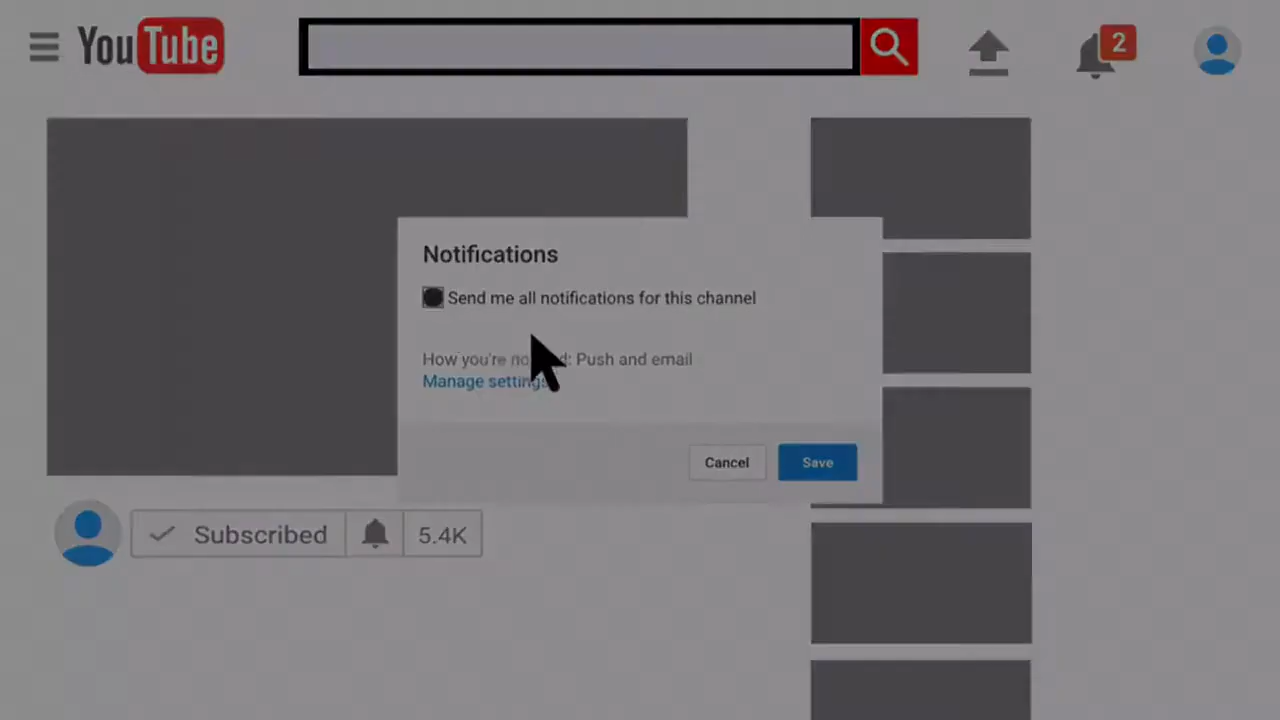 YouTube
2
Notifications
Send me all notifications for this channel
How you're no d: Push and email
Manage settings
Cancel
Save
Subscribed
5.4K